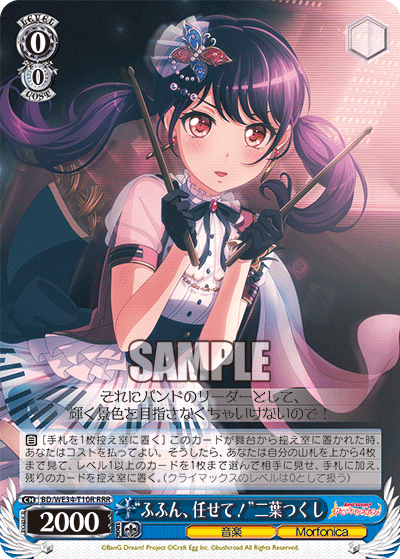 LEVEL
0
0
COST
SAMPLE
それにバンドのリーダーとして、
輝く景色を目指さなくちゃいけないので！
自 [手札を1枚控え室に置く] このカードが舞台から控え室に置かれた時、
あなたはコストを払ってよい。そうしたら、あなたは自分の山札を上から4枚
まで見て、レベル1以上のカードを1枚まで選んで相手に見せ、手札に加え、
残りのカードを控え室に置く。(クライマックスのレベルは0として扱う)
CH BD/WE34-T10R RRR
“ふふん、任せて！”二葉つくし
2000
音楽
Morfonica
©BanG Dream! Project ©Craft Egg Inc. ©bushiroad All Rights Reserved.